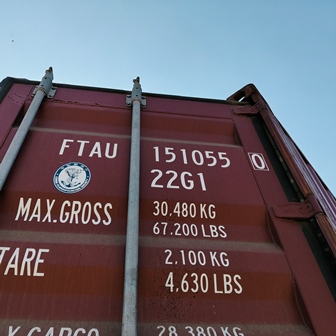 FTAU 151055 0
22G1
MAX.GROSS 30.480 KG
67.200 LBS
TARE 2.100 KG
4.630 LBS
X.CARGO 28.380 KG